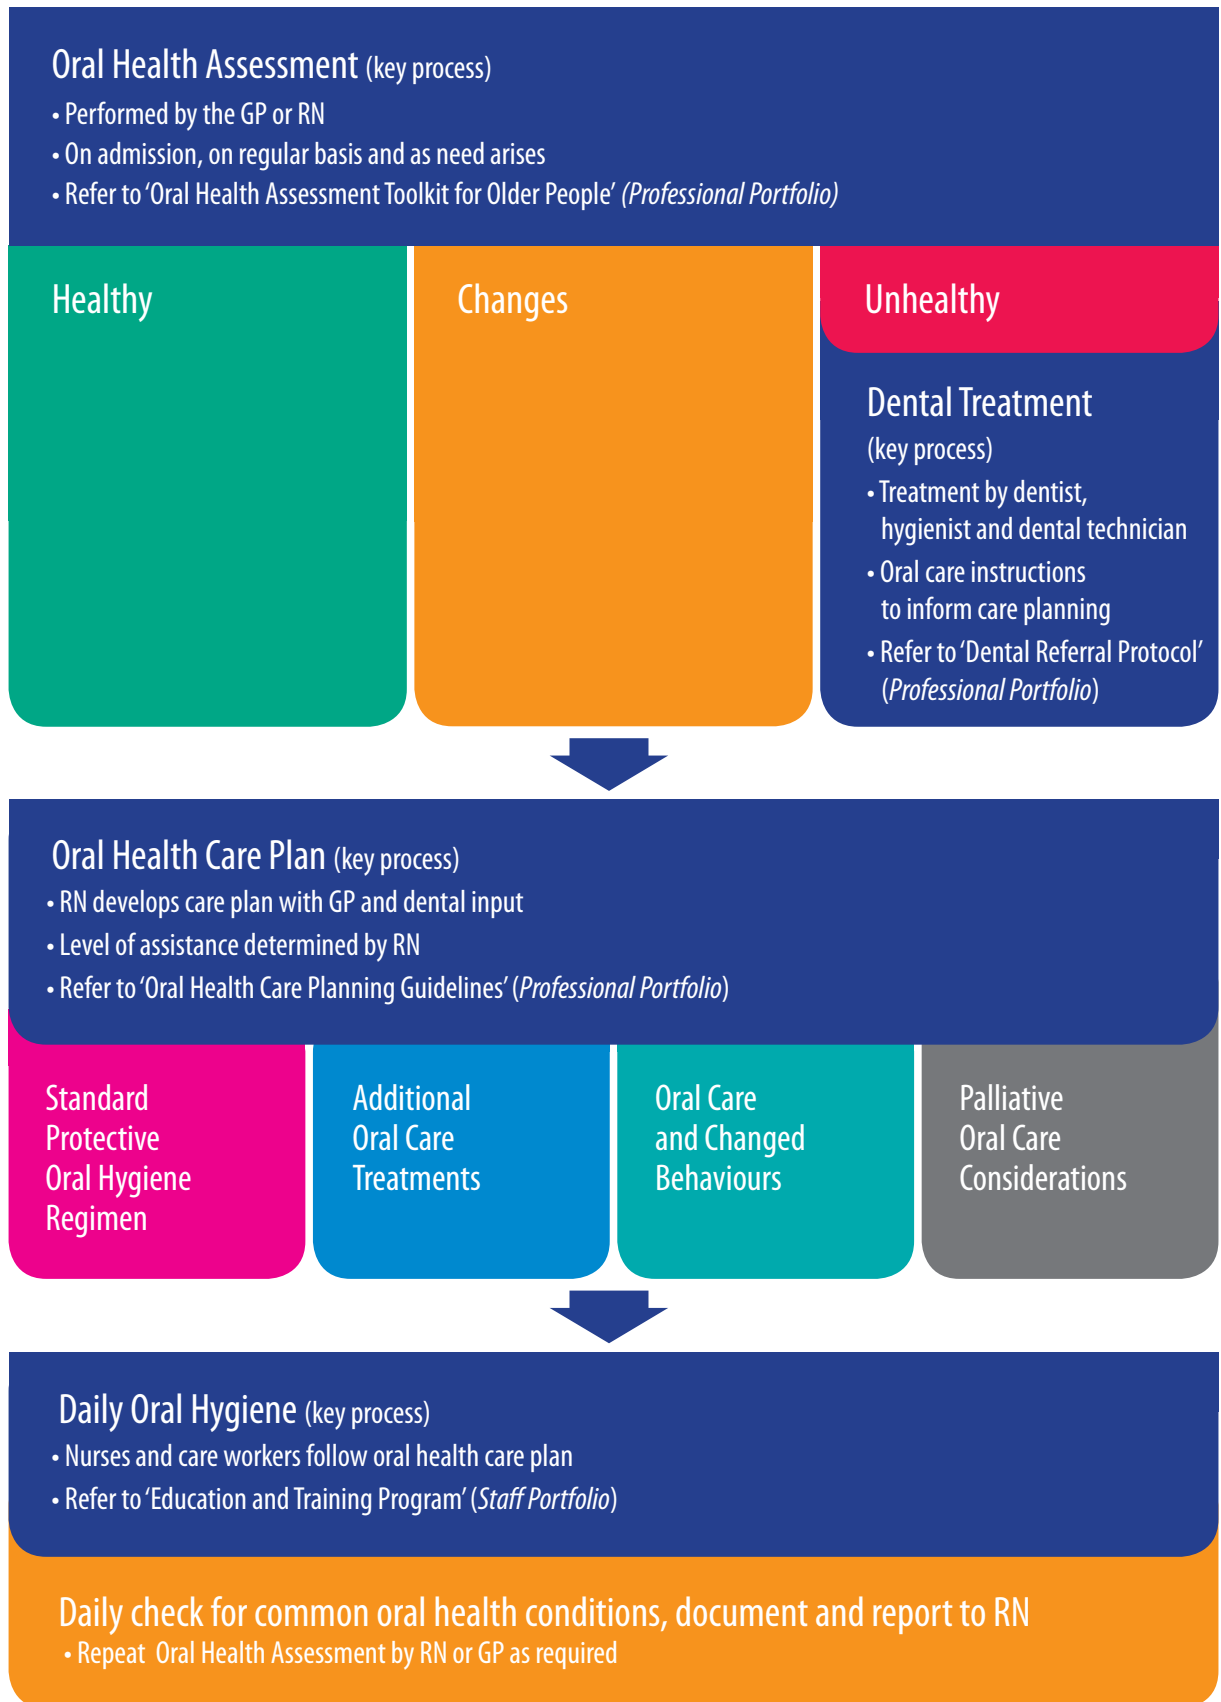 Oral Health Assessment (key process)
• Performed by the GP or RN
• On admission, on regular basis and as need arises
• Refer to ‘Oral Health Assessment Toolkit for Older People’ (Professional Portfolio)
Healthy
Changes
Unhealthy
Dental Treatment
(key process)
• Treatment by dentist,
hygienist and dental technician
• Oral care instructions
to inform care planning
• Refer to ‘Dental Referral Protocol’
(Professional Portfolio)
Oral Health Care Plan (key process)
• RN develops care plan with GP and dental input
• Level of assistance determined by RN
• Refer to ‘Oral Health Care Planning Guidelines’ (Professional Portfolio)
Standard
Protective
Oral Hygiene
Regimen
Additional
Oral Care
Treatments
Oral Care
and Changed
Behaviours
Palliative
Oral Care
Considerations
Daily Oral Hygiene (key process)
• Nurses and care workers follow oral health care plan
• Refer to ‘Education and Training Program’ (Staff Portfolio)
Daily check for common oral health conditions, document and report to RN
• Repeat Oral Health Assessment by RN or GP as required